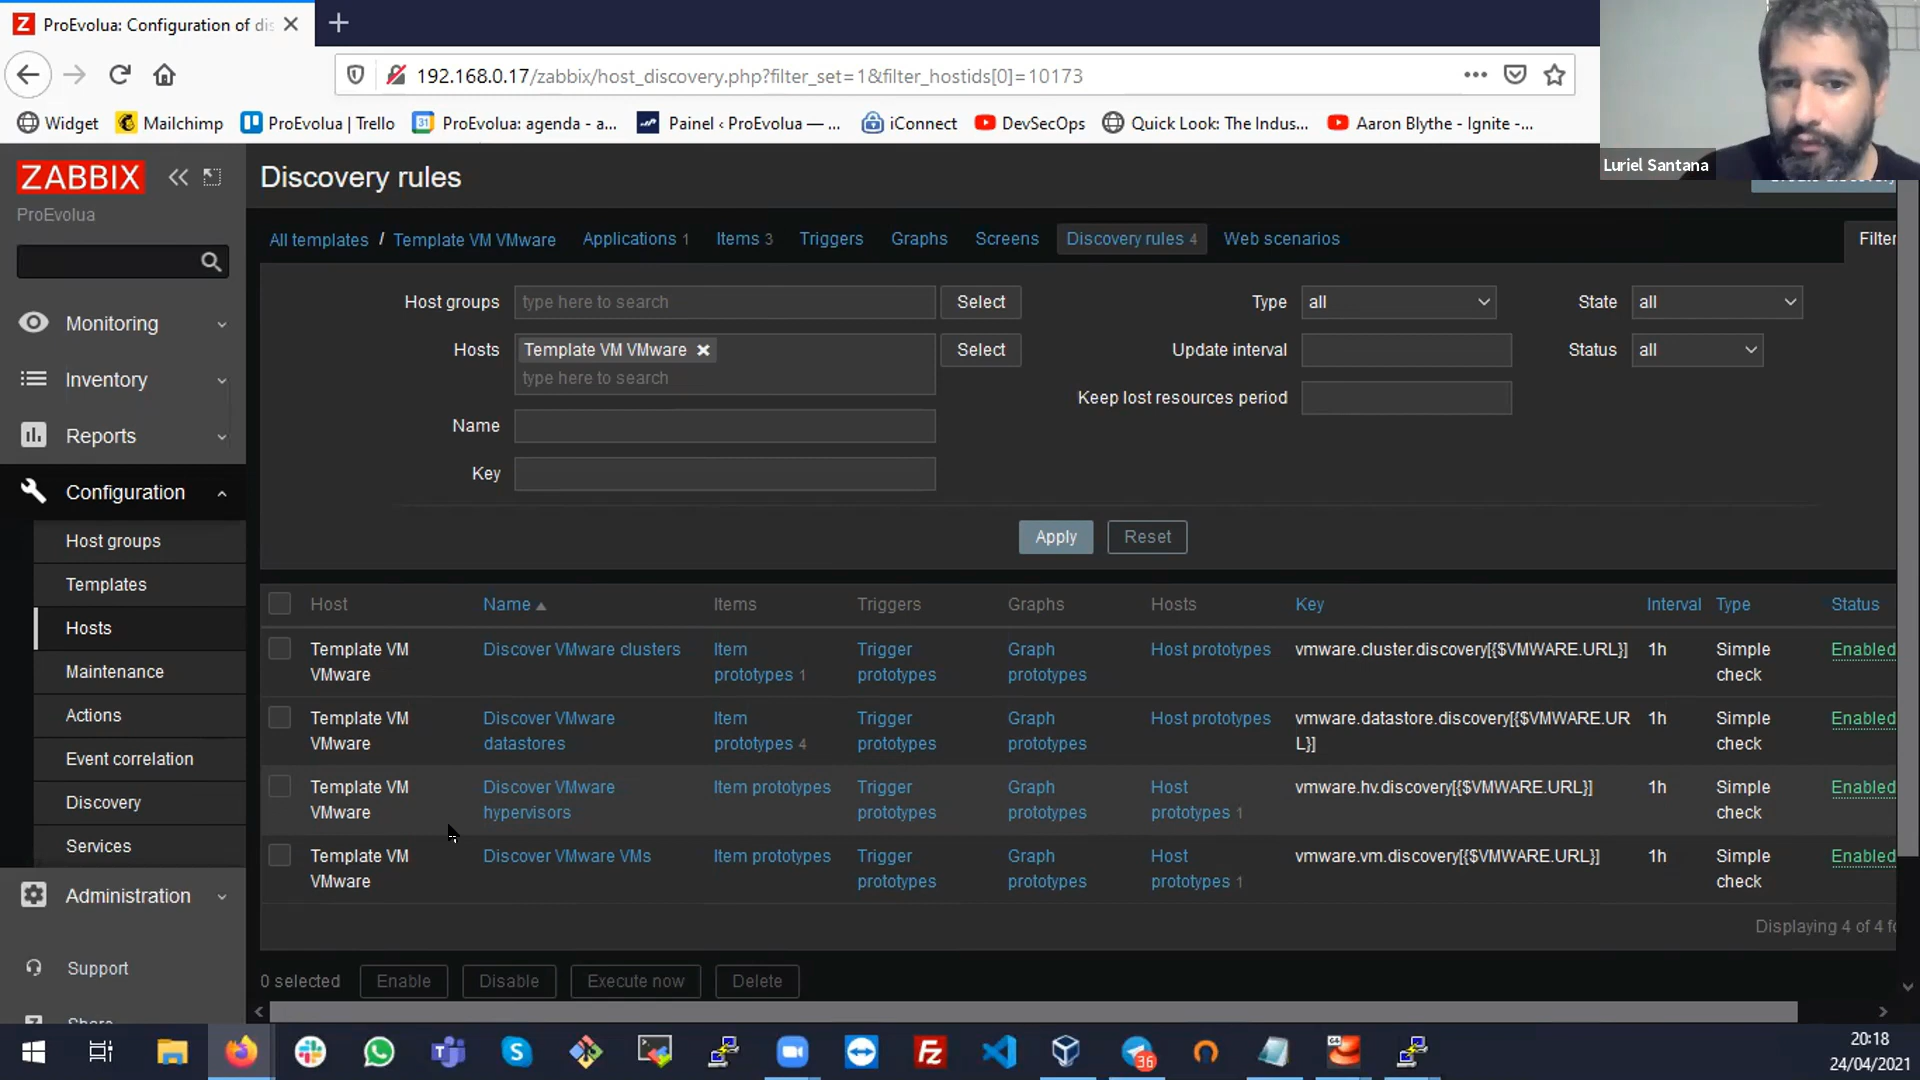 ProEvolua: Configuration of dis
192.168.0.17/zabbix/host_discovery.php?filter_set=1&filter_hostids[0]=10173
Widget
Mailchimp
ProEvolua | Trello
31
ProEvolua: agenda - a...
Painel ‹ ProEvolua — ...
iConnect
DevSecOps
Quick Look: The Indus...
Aaron Blythe - Ignite -...
Luriel Santana
ZABBIX
ProEvolua
Monitoring
Inventory
Reports
Configuration
Host groups
Templates
Hosts
Maintenance
Actions
Event correlation
Discovery
Services
Administration
Support
Discovery rules
All templates / Template VM VMware Applications 1 Items 3 Triggers Graphs Screens Discovery rules 4 Web scenarios
Filter
Host groups type here to search Select
Type all
State all
Hosts Template VM VMware Select
type here to search
Update interval
Status all
Keep lost resources period
Name
Key
Apply Reset
Host Name Items Triggers Graphs Hosts Key Interval Type Status
Template VM Discover VMware clusters Item Trigger Graph Host prototypes vmware.cluster.discovery[{$VMWARE.URL}] 1h Simple Enabled
VMware prototypes 1 prototypes prototypes check
Template VM Discover VMware Item Trigger Graph Host prototypes vmware.datastore.discovery[{$VMWARE.UR 1h Simple Enabled
VMware datastores prototypes 4 prototypes prototypes L}] check
Template VM Discover VMware Item prototypes Trigger Graph Host vmware.hv.discovery[{$VMWARE.URL}] 1h Simple Enabled
VMware hypervisors prototypes prototypes prototypes 1 check
Template VM Discover VMware VMs Item prototypes Trigger Graph Host vmware.vm.discovery[{$VMWARE.URL}] 1h Simple Enabled
VMware prototypes prototypes prototypes 1 check
Displaying 4 of 4 fo
0 selected Enable Disable Execute now Delete
36
20:18
24/04/2021